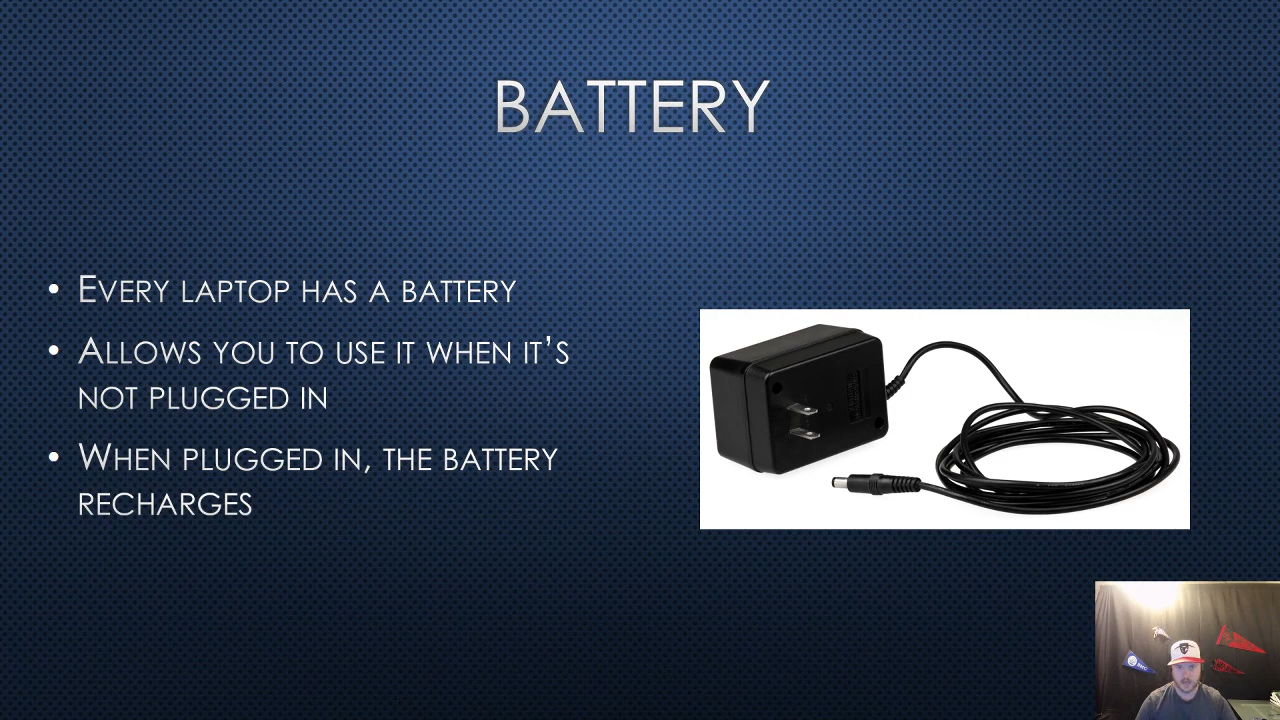 BATTERY
• EVERY LAPTOP HAS A BATTERY
• ALLOWS YOU TO USE IT WHEN IT’S
NOT PLUGGED IN
• WHEN PLUGGED IN, THE BATTERY
RECHARGES